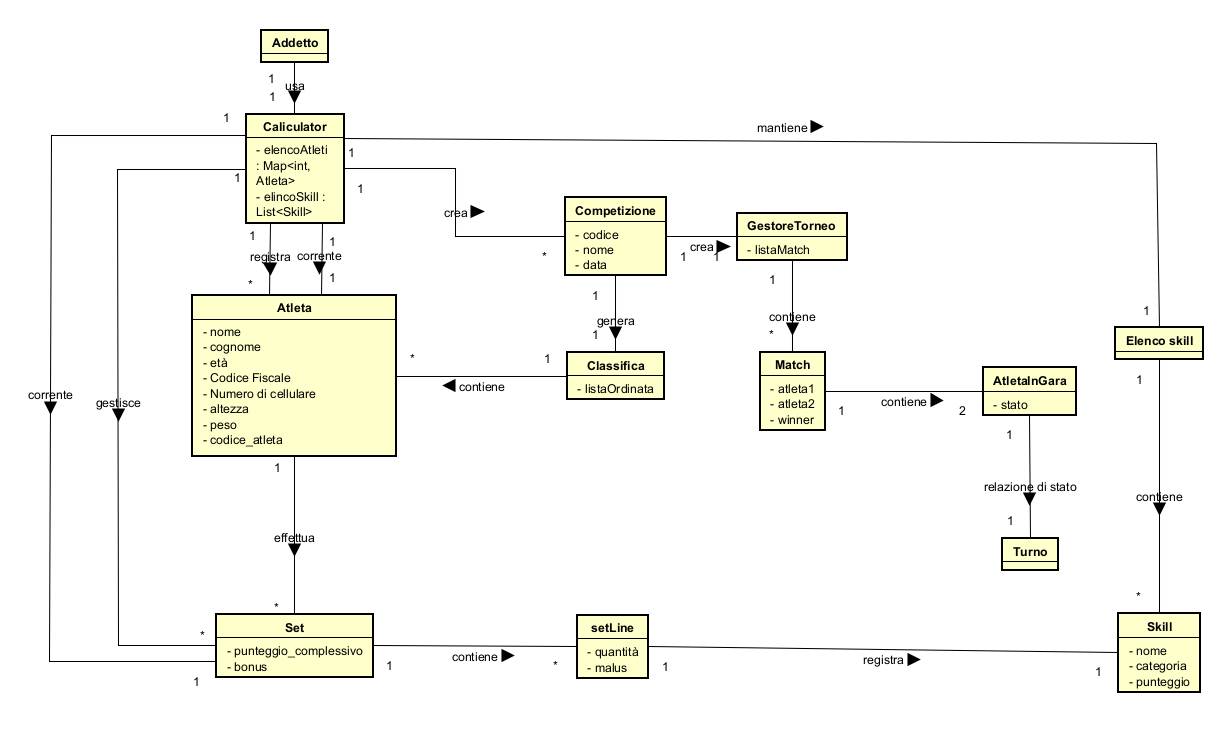 Addetto
1
usa
1
Caliculator
- elencoAtleti
: Map<int,
Atleta>
- elincoSkill :
List<Skill>
1
1
1
1
mantiene
crea
*
Competizione
- codice
- nome
- data
1
crea
1
GestoreTorneo
- listaMatch
1
registra
*
1
corrente
1
Atleta
- nome
- cognome
- età
- Codice Fiscale
- Numero di cellulare
- altezza
- peso
- codice_atleta
1
genera
1
Classifica
- listaOrdinata
1
contiene
*
1
contiene
*
Match
- atleta1
- atleta2
- winner
1
contiene
2
AtletaInGara
- stato
1
relazione di stato
1
Turno
1
Elenco skill
1
contiene
*
corrente
gestisce
1
effettua
*
*
1
Set
- punteggio_complessivo
- bonus
1
contiene
*
setLine
- quantità
- malus
1
registra
1
Skill
- nome
- categoria
- punteggio